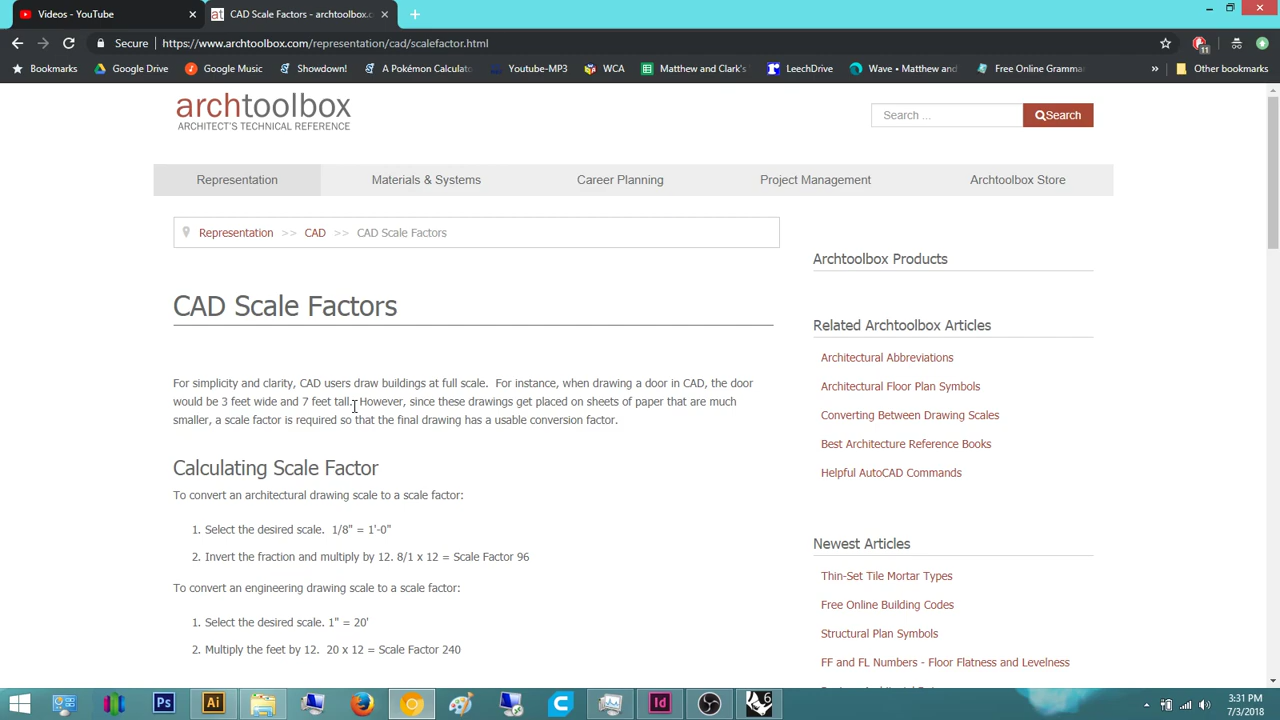 Videos - YouTube
CAD Scale Factors - archtoolbox.c
Secure
https://www.archtoolbox.com/representation/cad/scalefactor.html
11
Bookmarks
Google Drive
Google Music
Showdown!
A Pokémon Calculato
Youtube-MP3
WCA
Matthew and Clark's
LeechDrive
Wave • Matthew and
Free Online Gramma
»
Other bookmarks
archtoolbox
ARCHITECT'S TECHNICAL REFERENCE
Search ...
Search
Representation
Materials & Systems
Career Planning
Project Management
Archtoolbox Store
Representation >> CAD >> CAD Scale Factors
CAD Scale Factors
For simplicity and clarity, CAD users draw buildings at full scale. For instance, when drawing a door in CAD, the door
would be 3 feet wide and 7 feet tall. However, since these drawings get placed on sheets of paper that are much
smaller, a scale factor is required so that the final drawing has a usable conversion factor.
Calculating Scale Factor
To convert an architectural drawing scale to a scale factor:
1. Select the desired scale. 1/8" = 1'-0"
2. Invert the fraction and multiply by 12. 8/1 x 12 = Scale Factor 96
To convert an engineering drawing scale to a scale factor:
1. Select the desired scale. 1" = 20'
2. Multiply the feet by 12. 20 x 12 = Scale Factor 240
Archtoolbox Products
Related Archtoolbox Articles
Architectural Abbreviations
Architectural Floor Plan Symbols
Converting Between Drawing Scales
Best Architecture Reference Books
Helpful AutoCAD Commands
Newest Articles
Thin-Set Tile Mortar Types
Free Online Building Codes
Structural Plan Symbols
FF and FL Numbers - Floor Flatness and Levelness
Ps
Ai
Id
6
3:31 PM
7/3/2018